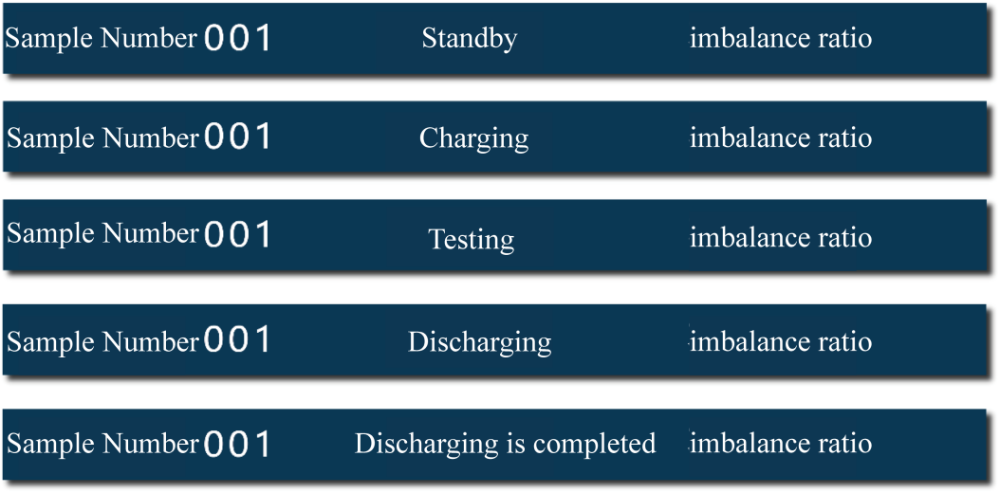 Sample Number 001 Standby imbalance ratio
Sample Number 001 Charging imbalance ratio
Sample Number 001 Testing imbalance ratio
Sample Number 001 Discharging imbalance ratio
Sample Number 001 Discharging is completed imbalance ratio